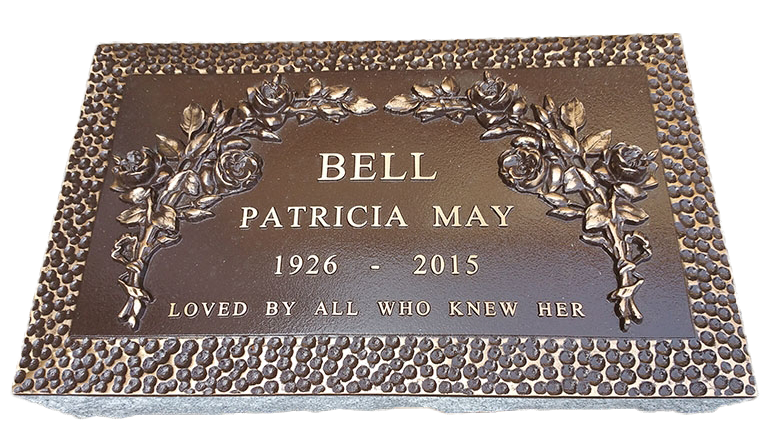 BELL
PATRICIA MAY
1926 - 2015
LOVED BY ALL WHO KNEW HER